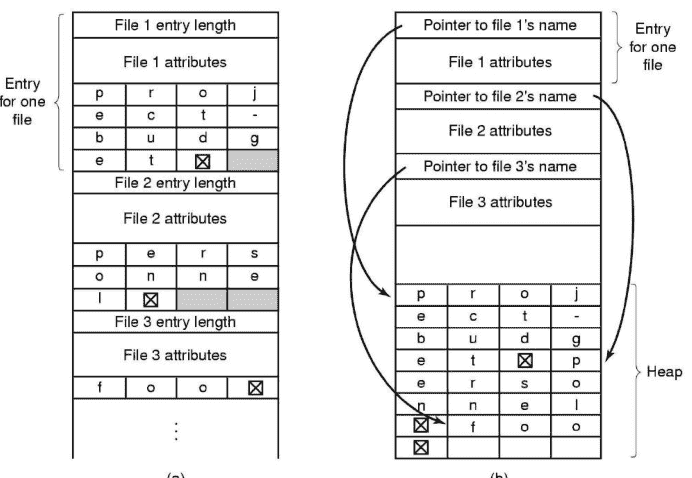 File 1 entry length
File 1 attributes
Entry
for one
file
p r o j
e c t -
b u d g
e t ☒
File 2 entry length
File 2 attributes
p e r s
o n n e
l ☒
File 3 entry length
File 3 attributes
f o o ☒
⋮
(a)
Pointer to file 1's name
File 1 attributes
Entry
for one
file
Pointer to file 2's name
File 2 attributes
Pointer to file 3's name
File 3 attributes
p r o j
e c t -
b u d g
e t ☒ p
e r s o
n n e l
☒ f o o
☒
Heap
(b)